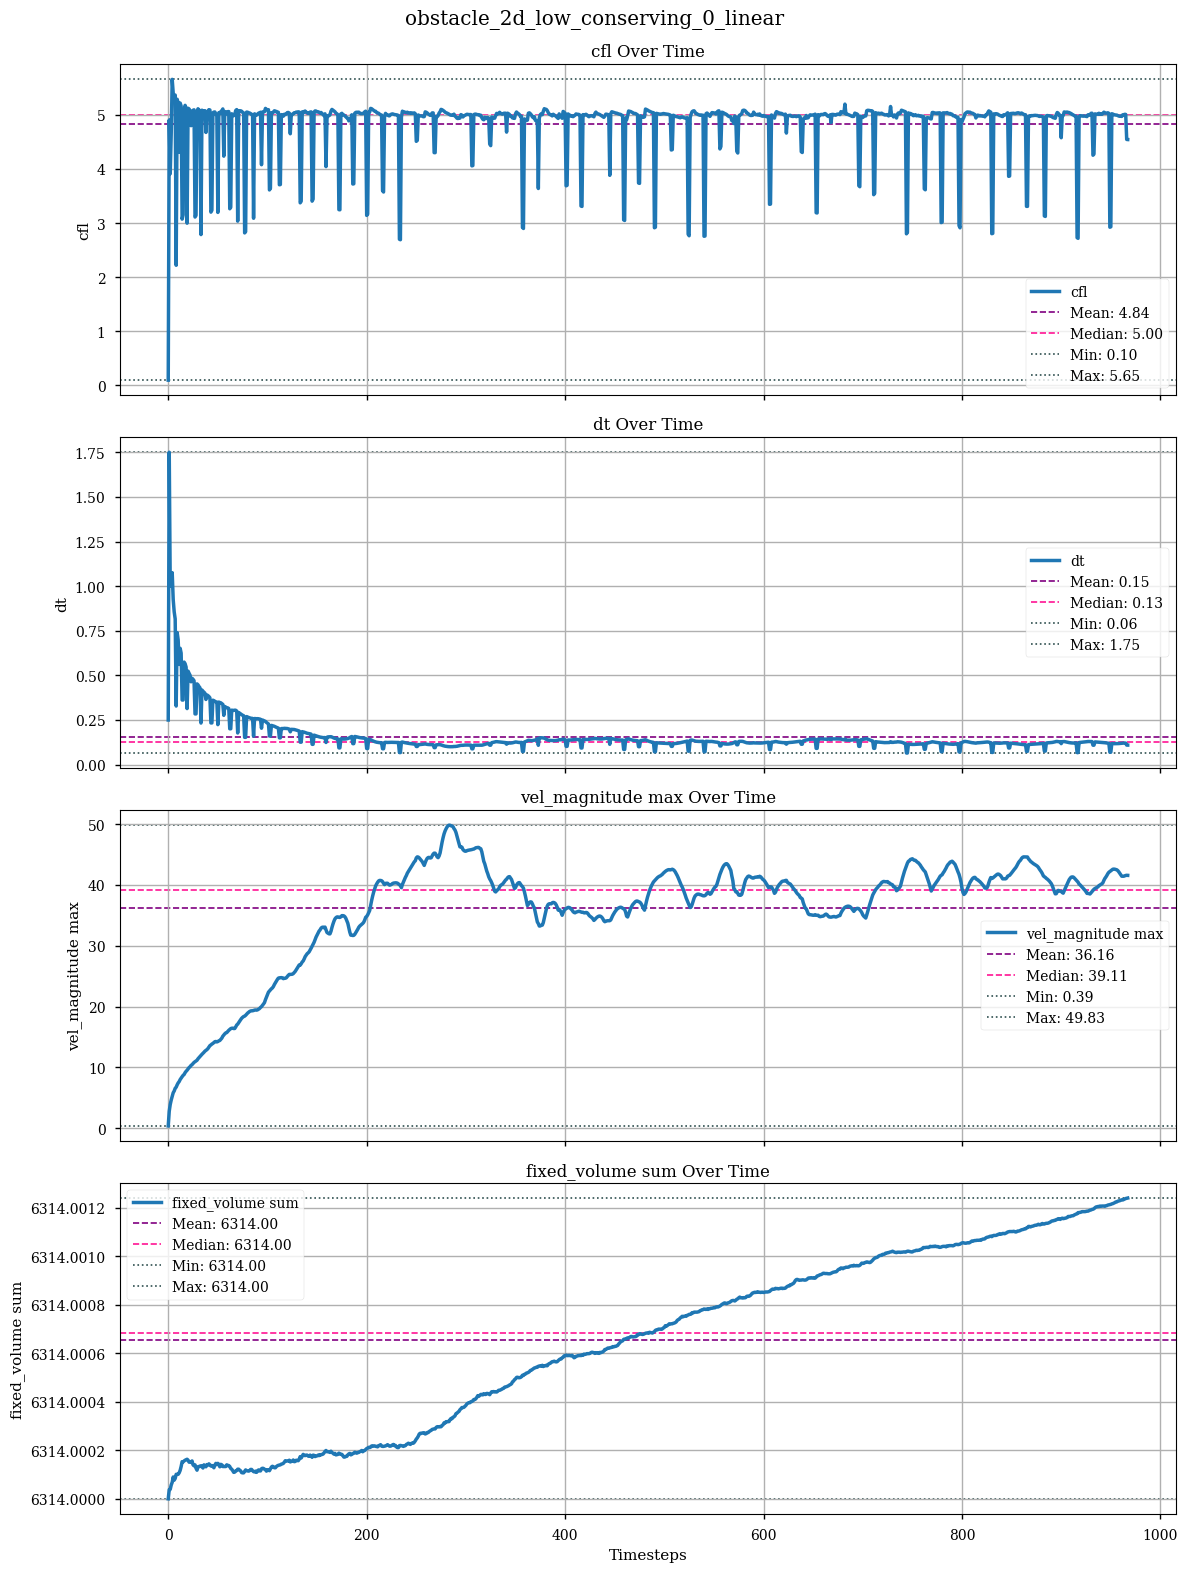 obstacle_2d_low_conserving_0_linear
cfl Over Time
cfl
5
4
3
2
1
0
cfl
Mean: 4.84
Median: 5.00
Min: 0.10
Max: 5.65
dt Over Time
dt
1.75
1.50
1.25
1.00
0.75
0.50
0.25
0.00
dt
Mean: 0.15
Median: 0.13
Min: 0.06
Max: 1.75
vel_magnitude max Over Time
vel_magnitude max
50
40
30
20
10
0
vel_magnitude max
Mean: 36.16
Median: 39.11
Min: 0.39
Max: 49.83
fixed_volume sum Over Time
fixed_volume sum
6314.0012
6314.0010
6314.0008
6314.0006
6314.0004
6314.0002
6314.0000
fixed_volume sum
Mean: 6314.00
Median: 6314.00
Min: 6314.00
Max: 6314.00
0 200 400 600 800 1000
Timesteps